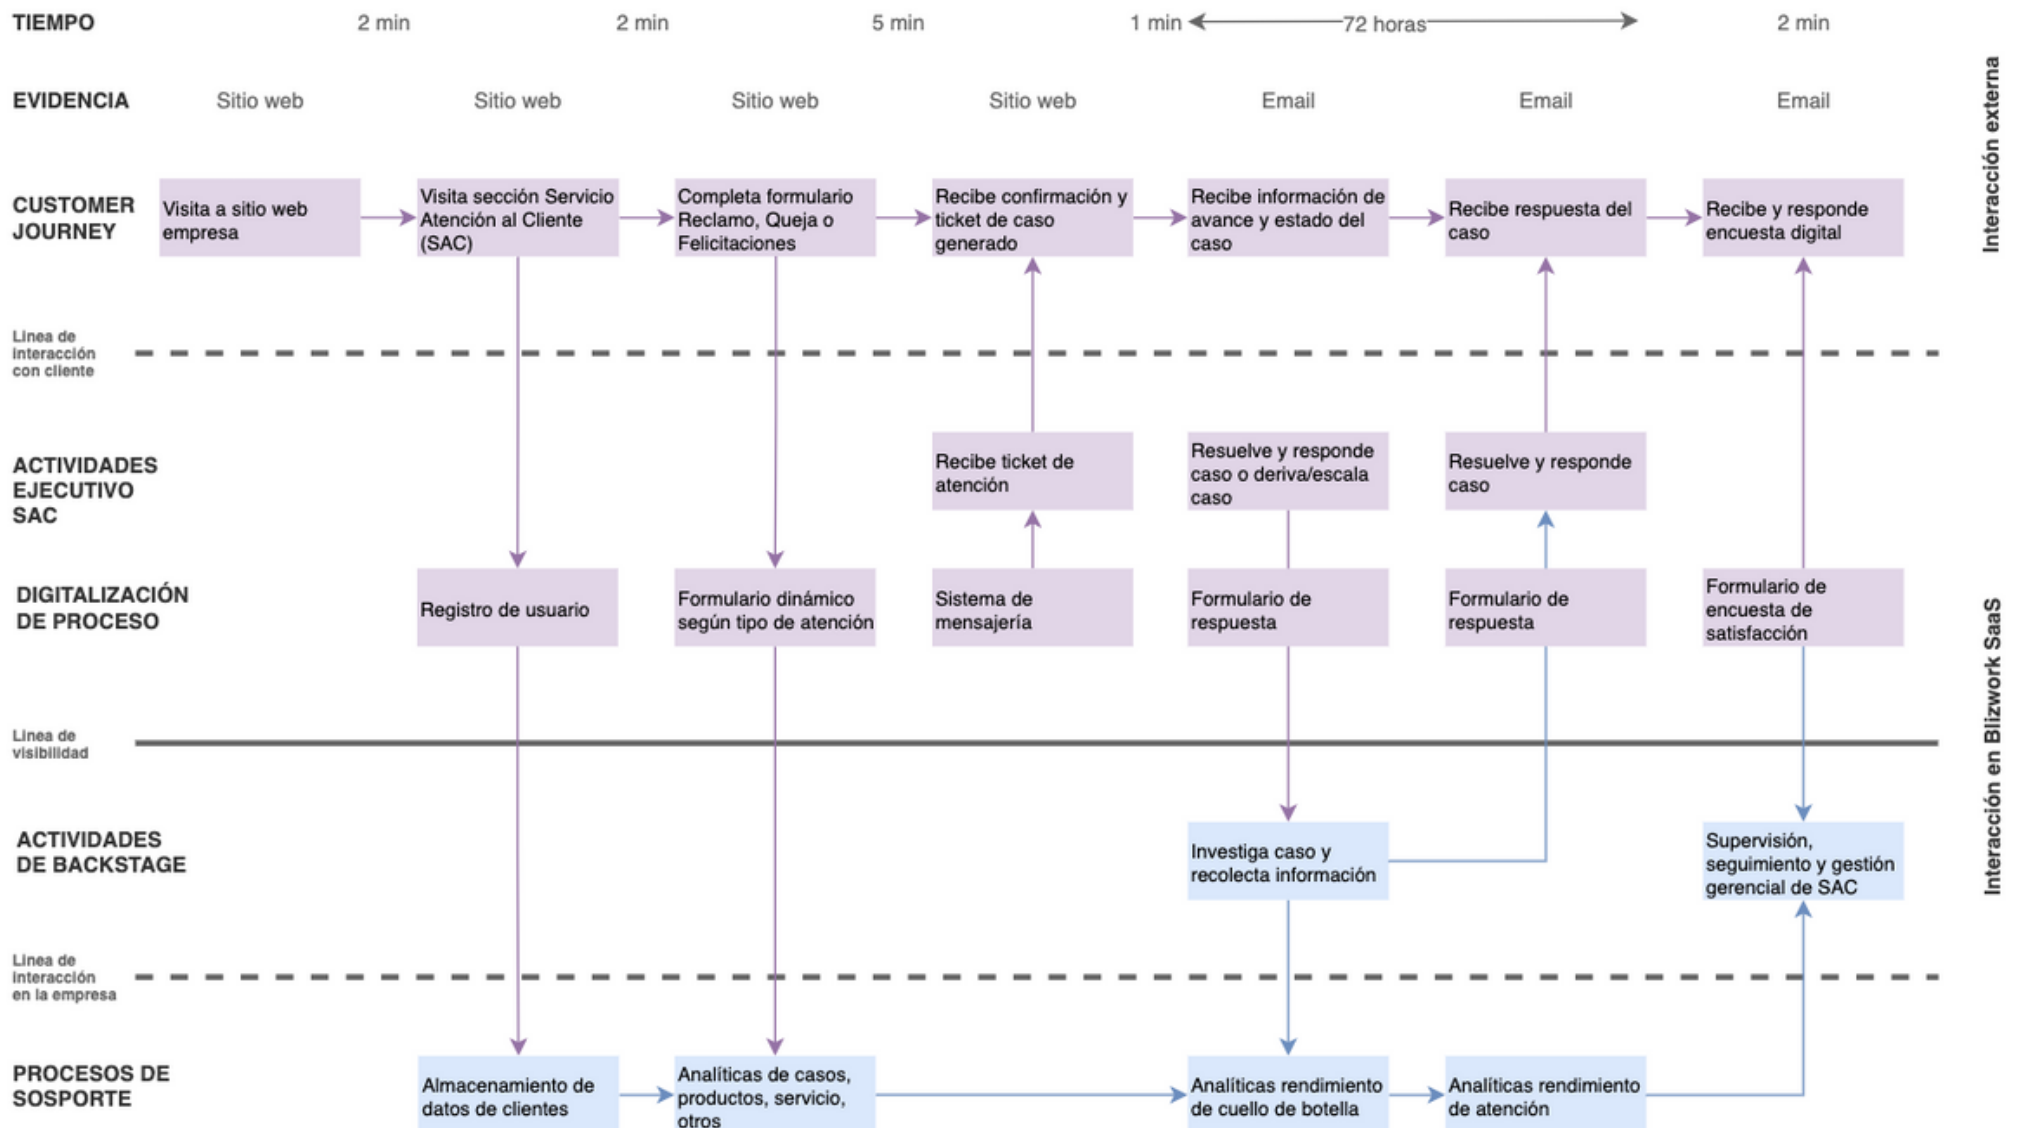 TIEMPO
2 min
2 min
5 min
1 min
72 horas
2 min
EVIDENCIA
Sitio web
Sitio web
Sitio web
Sitio web
Email
Email
Email
Interacción externa
CUSTOMER
JOURNEY
Visita a sitio web
empresa
Visita sección Servicio
Atención al Cliente
(SAC)
Completa formulario
Reclamo, Queja o
Felicitaciones
Recibe confirmación y
ticket de caso
generado
Recibe información de
avance y estado del
caso
Recibe respuesta del
caso
Recibe y responde
encuesta digital
Linea de
interacción
con cliente
ACTIVIDADES
EJECUTIVO
SAC
Recibe ticket de
atención
Resuelve y responde
caso o deriva/escala
caso
Resuelve y responde
caso
DIGITALIZACIÓN
DE PROCESO
Registro de usuario
Formulario dinámico
según tipo de atención
Sistema de
mensajería
Formulario de
respuesta
Formulario de
respuesta
Formulario de
encuesta de
satisfacción
Interacción en Blizwork SaaS
Linea de
visibilidad
ACTIVIDADES
DE BACKSTAGE
Investiga caso y
recolecta información
Supervisión,
seguimiento y gestión
gerencial de SAC
Linea de
interacción
en la empresa
PROCESOS DE
SOSPORTE
Almacenamiento de
datos de clientes
Analíticas de casos,
productos, servicio,
otros
Analíticas rendimiento
de cuello de botella
Analíticas rendimiento
de atención